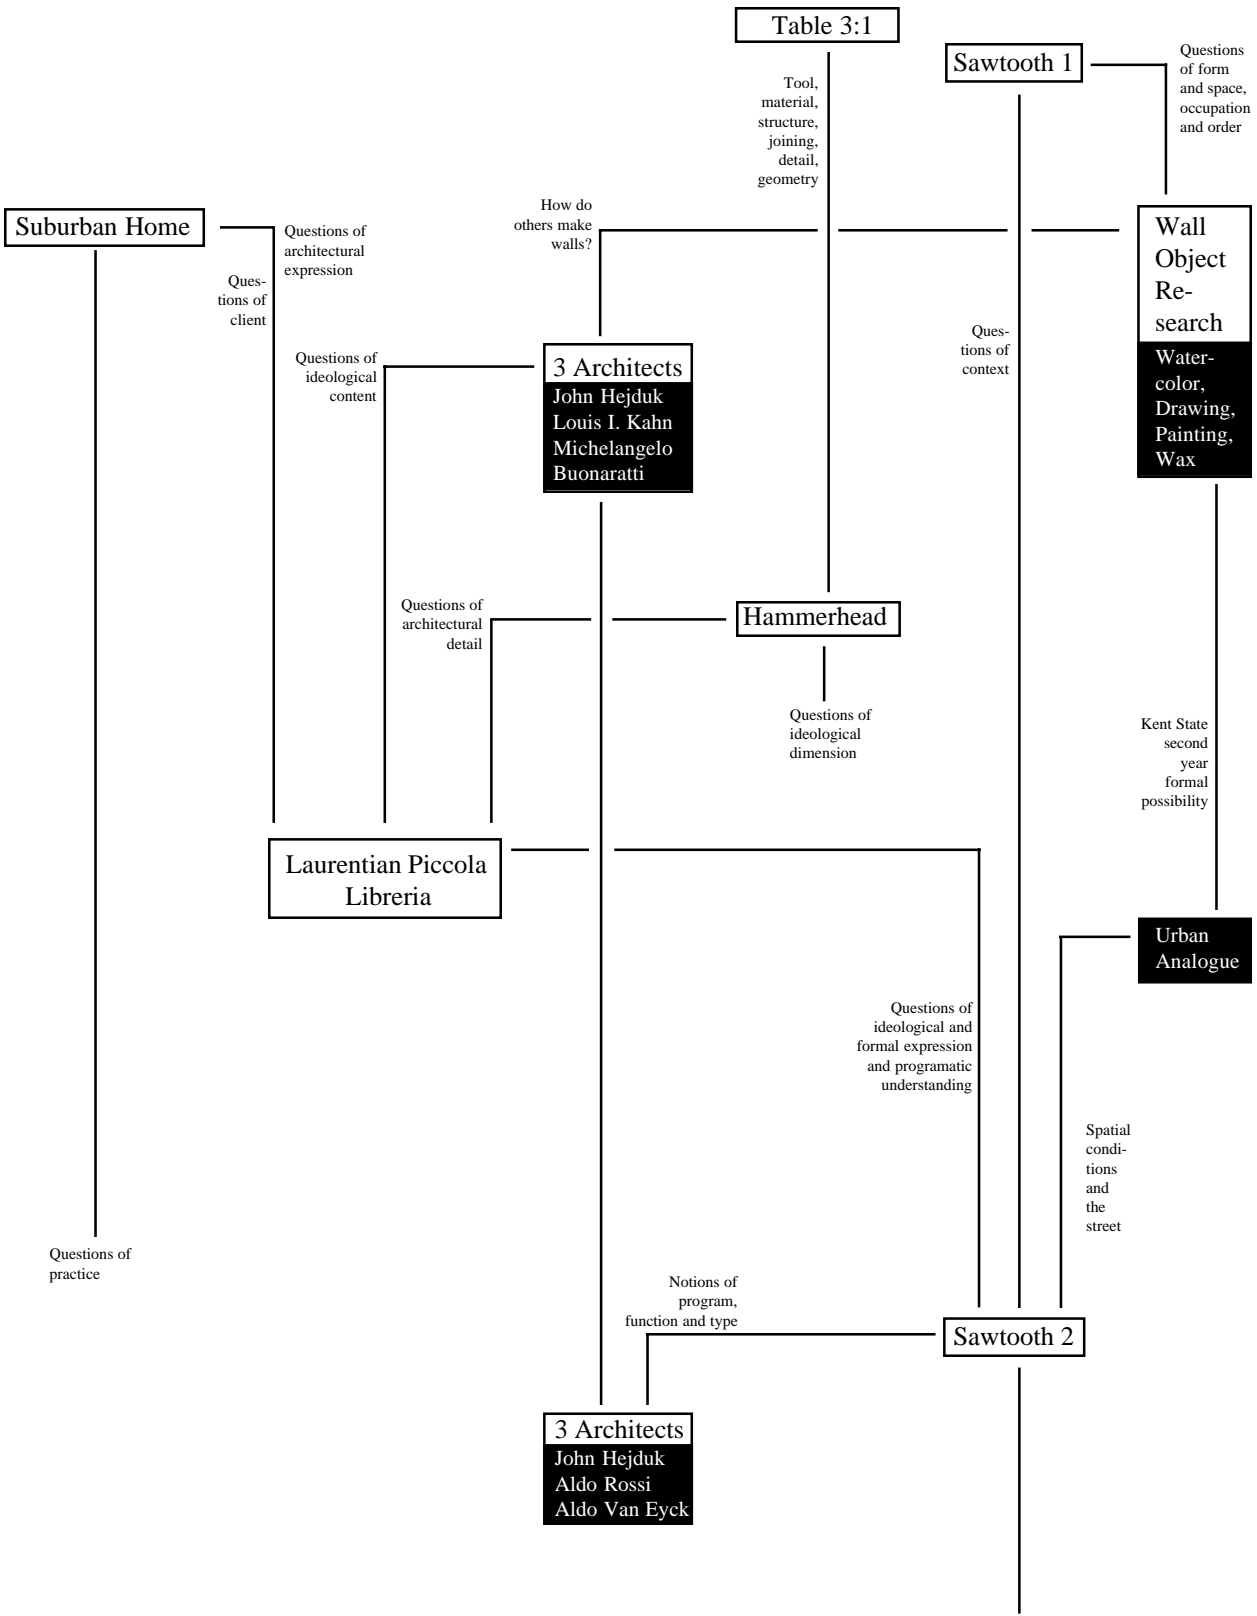 Table 3:1
Sawtooth 1
Questions
of form
and space,
occupation
and order
Tool,
material,
structure,
joining,
detail,
geometry
How do
others make
walls?
Suburban Home
Questions of
architectural
expression
Ques-
tions of
client
Wall
Object
Re-
search
Water-
color,
Drawing,
Painting,
Wax
Ques-
tions of
context
Questions of
ideological
content
3 Architects
John Hejduk
Louis I. Kahn
Michelangelo
Buonaratti
Questions of
architectural
detail
Hammerhead
Questions of
ideological
dimension
Kent State
second
year
formal
possibility
Laurentian Piccola
Libreria
Urban
Analogue
Questions of
ideological and
formal expression
and programatic
understanding
Spatial
condi-
tions
and
the
street
Questions of
practice
Notions of
program,
function and type
Sawtooth 2
3 Architects
John Hejduk
Aldo Rossi
Aldo Van Eyck